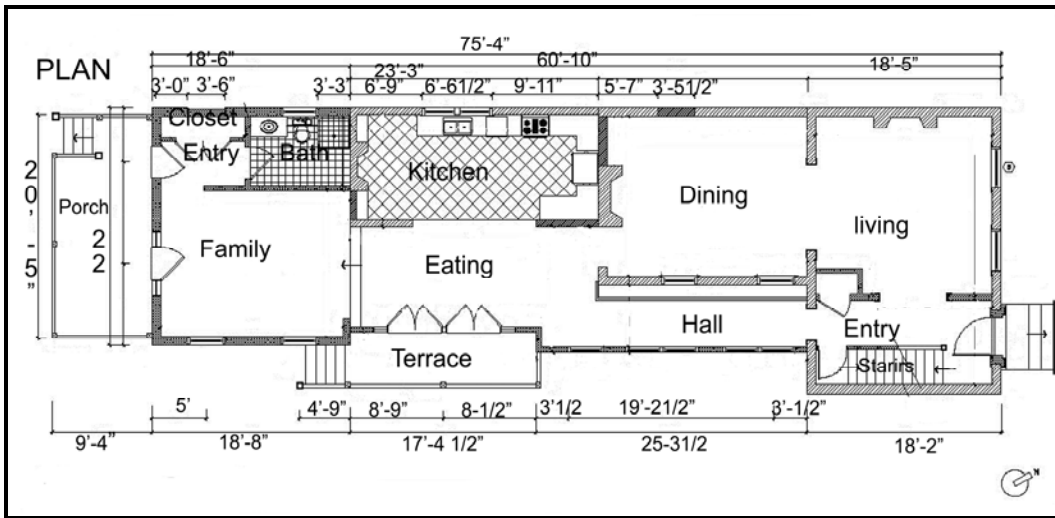 75'-4"
18'-6" 60'-10"
PLAN 23'-3" 18'-5"
3'-0" 3'-6" 3'-3" 6'-9" 6'-61/2" 9'-11" 5'-7" 3'-51/2"
Closet
Entry Bath
Kitchen
Dining
20'-5"
Porch
22
living
Family
Eating
Hall
Entry
Terrace
Starirs
5' 4'-9" 8'-9" 8-1/2" 3'1/2 19'-21/2" 3'-1/2"
9'-4" 18'-8" 17'-4 1/2" 25-31/2 18'-2"
N